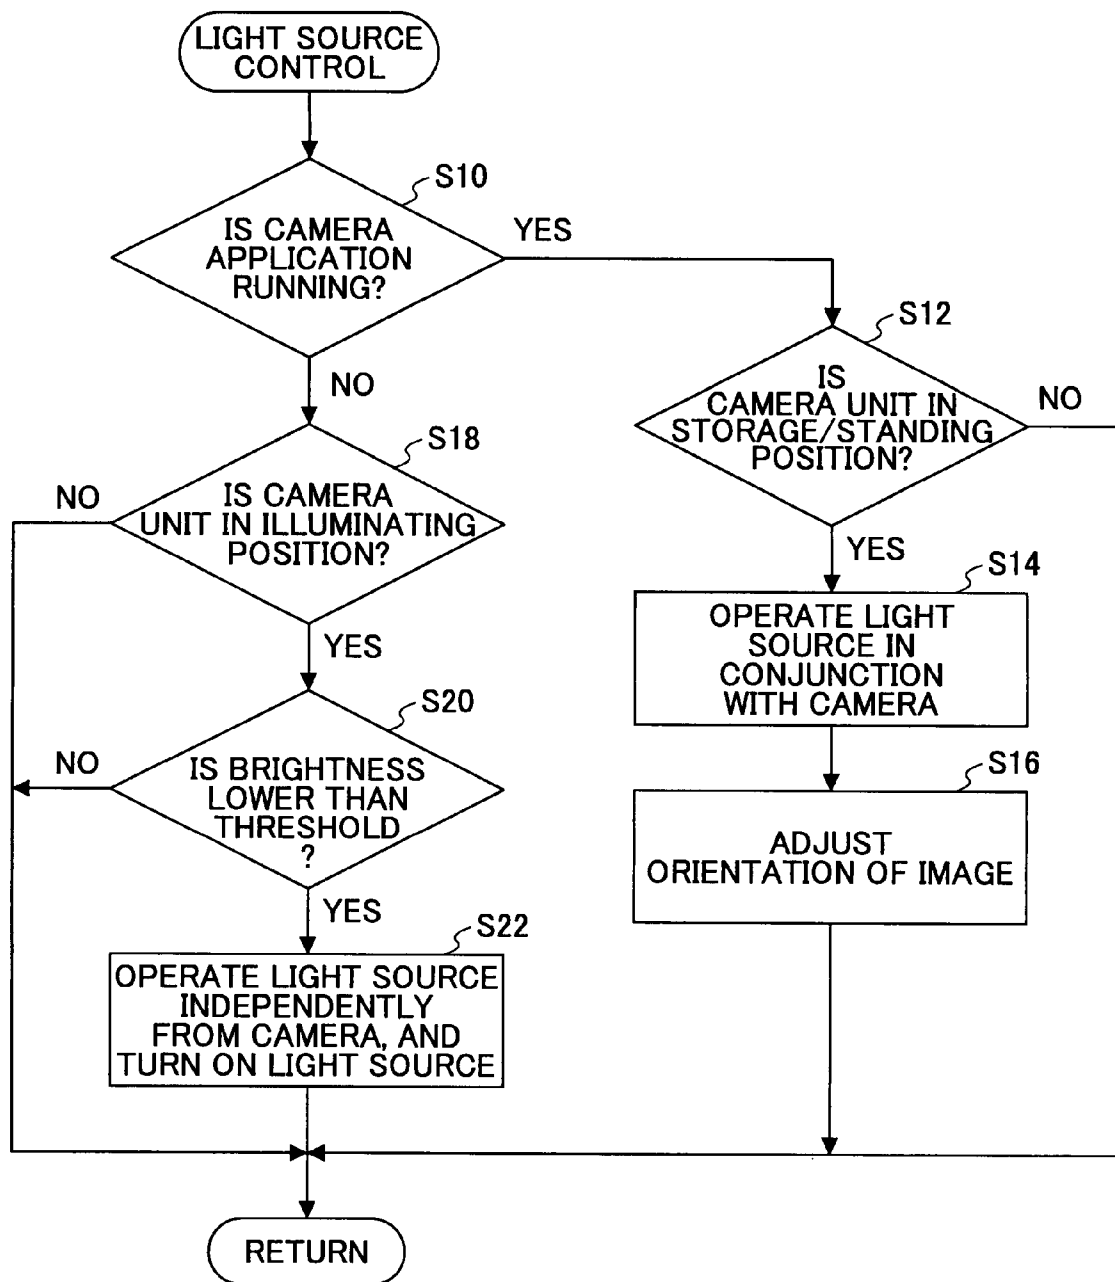 LIGHT SOURCE
CONTROL
S10
IS CAMERA
APPLICATION
RUNNING?
YES
NO
S12
IS
CAMERA UNIT IN
STORAGE/STANDING
POSITION?
NO
YES
S18
IS CAMERA
UNIT IN ILLUMINATING
POSITION?
NO
YES
S14
OPERATE LIGHT
SOURCE IN
CONJUNCTION
WITH CAMERA
S20
IS BRIGHTNESS
LOWER THAN
THRESHOLD
?
NO
YES
S16
ADJUST
ORIENTATION OF IMAGE
S22
OPERATE LIGHT SOURCE
INDEPENDENTLY
FROM CAMERA, AND
TURN ON LIGHT SOURCE
RETURN